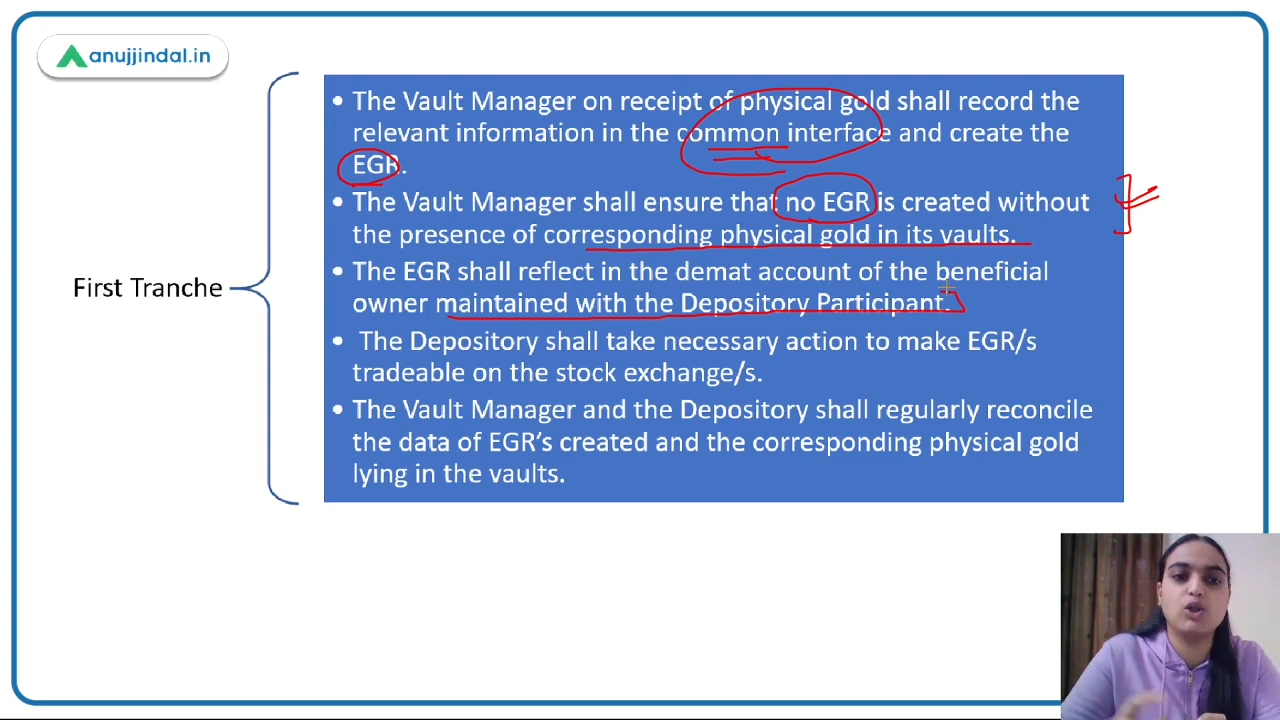 anujjindal.in
• The Vault Manager on receipt of physical gold shall record the
relevant information in the common interface and create the
EGR.
• The Vault Manager shall ensure that no EGR is created without
the presence of corresponding physical gold in its vaults.
• The EGR shall reflect in the demat account of the beneficial
owner maintained with the Depository Participant.
• The Depository shall take necessary action to make EGR/s
tradeable on the stock exchange/s.
• The Vault Manager and the Depository shall regularly reconcile
the data of EGR’s created and the corresponding physical gold
lying in the vaults.
First Tranche